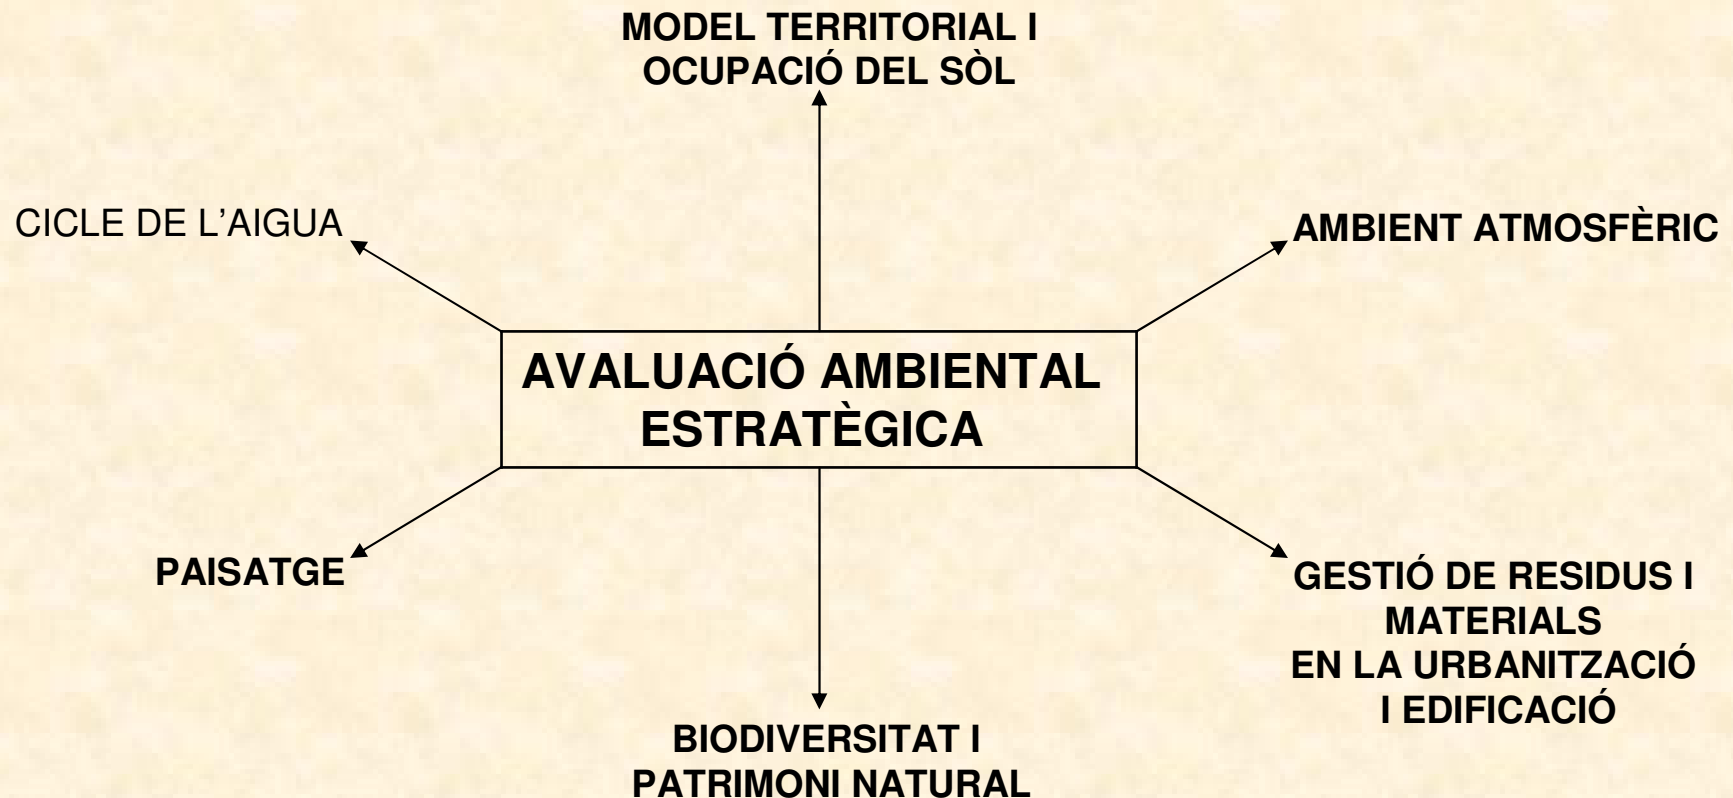 MODEL TERRITORIAL I
OCUPACIÓ DEL SÒL
CICLE DE L'AIGUA
AMBIENT ATMOSFÈRIC
AVALUACIÓ AMBIENTAL
ESTRATÈGICA
PAISATGE
GESTIÓ DE RESIDUS I
MATERIALS
EN LA URBANITZACIÓ
I EDIFICACIÓ
BIODIVERSITAT I
PATRIMONI NATURAL